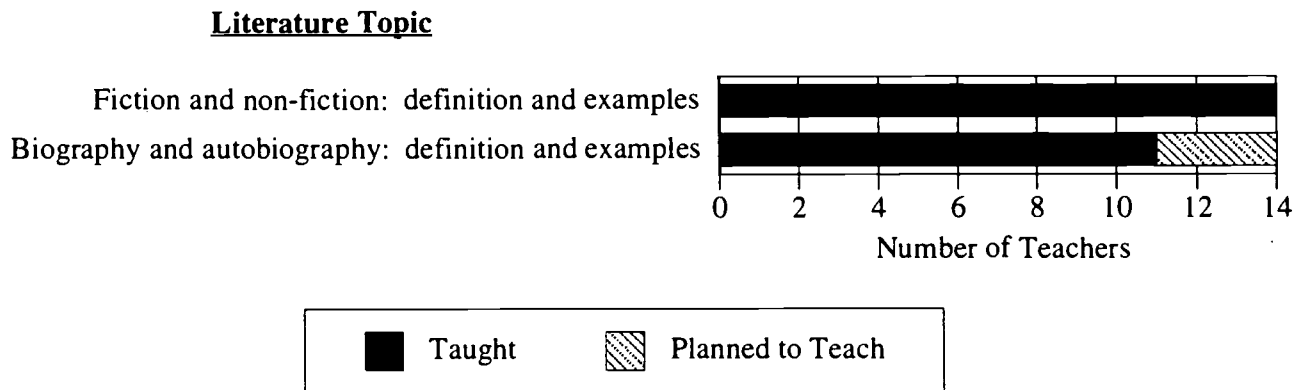 Literature Topic
Fiction and non-fiction: definition and examples
Biography and autobiography: definition and examples
0 2 4 6 8 10 12 14
Number of Teachers
Taught Planned to Teach